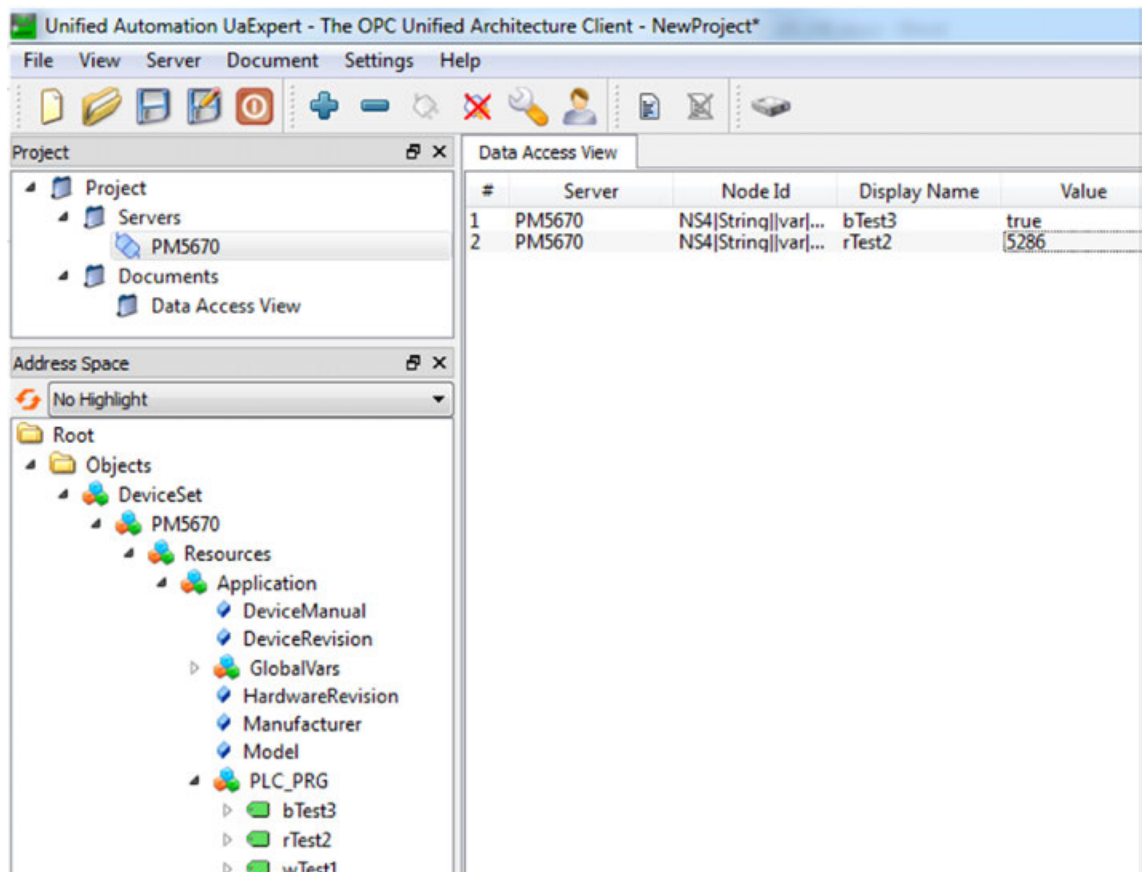 Unified Automation UaExpert - The OPC Unified Architecture Client - NewProject*
File View Server Document Settings Help
Project
Project
Servers
PM5670
Documents
Data Access View
Address Space
No Highlight
Root
Objects
DeviceSet
PM5670
Resources
Application
DeviceManual
DeviceRevision
GlobalVars
HardwareRevision
Manufacturer
Model
PLC_PRG
bTest3
rTest2
wTest1
Data Access View
# Server Node Id Display Name Value
1 PM5670 NS4|String||var|... bTest3 true
2 PM5670 NS4|String||var|... rTest2 5286